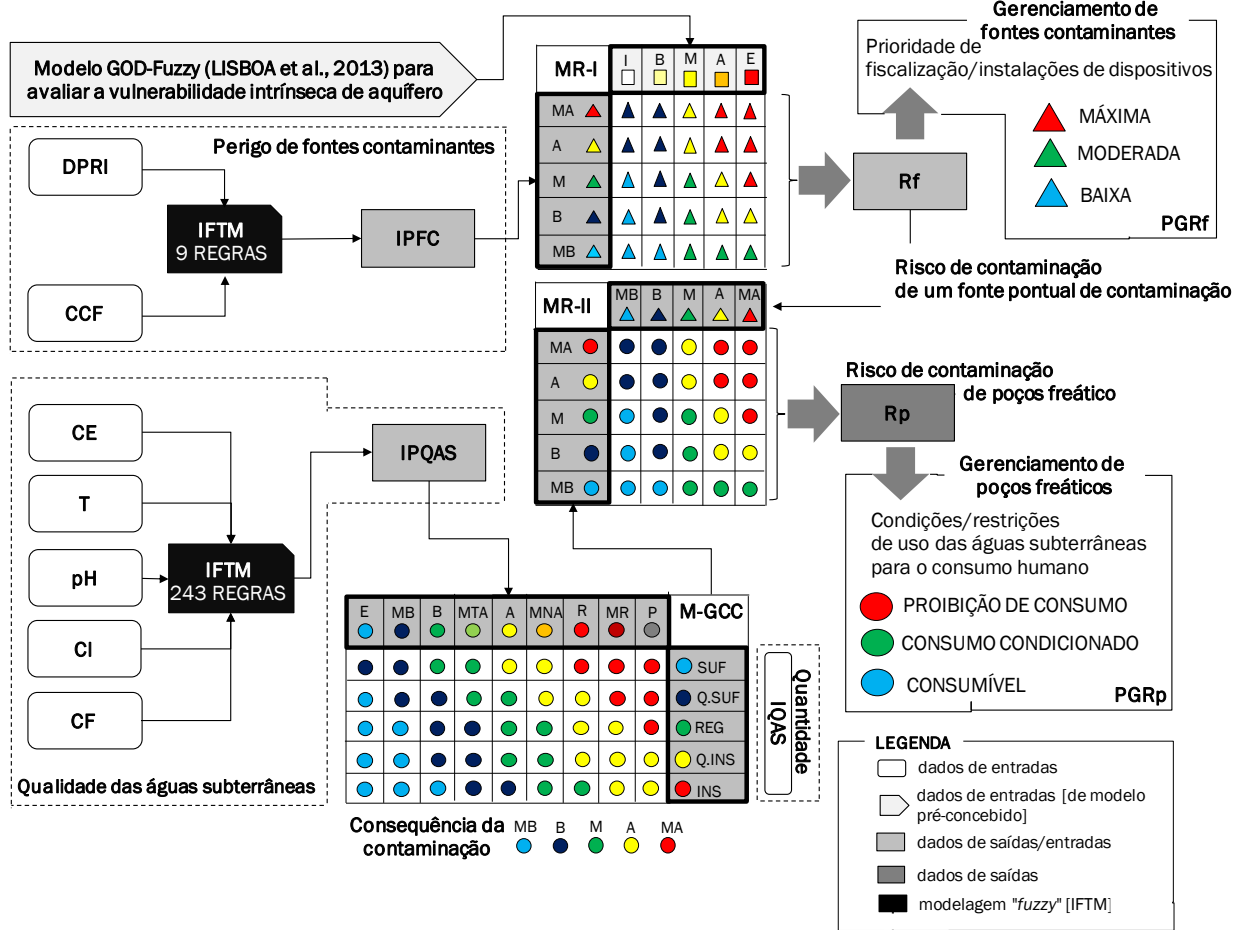 Modelo GOD-Fuzzy (LISBOA et al., 2013) para
avaliar a vulnerabilidade intrínseca de aquífero
Perigo de fontes contaminantes
DPRI
CCF
IFTM
9 REGRAS
IPFC
MR-I
I B M A E
MA
A
M
B
MB
Rf
Gerenciamento de
fontes contaminantes
Prioridade de
fiscalização/instalações de dispositivos
MÁXIMA
MODERADA
BAIXA
PGRf
Risco de contaminação
de um fonte pontual de contaminação
MR-II
MB B M A MA
MA
A
M
B
MB
Risco de contaminação
de poços freático
Rp
Gerenciamento de
poços freáticos
Condições/restrições
de uso das águas subterrâneas
para o consumo humano
PROIBIÇÃO DE CONSUMO
CONSUMO CONDICIONADO
CONSUMÍVEL
PGRp
CE
T
pH
CI
CF
IFTM
243 REGRAS
IPQAS
Qualidade das águas subterrâneas
E MB B MTA A MNA R MR P
M-GCC
SUF
Q.SUF
REG
Q.INS
INS
Quantidade
IQAS
Consequência da
contaminação
MB B M A MA
LEGENDA
dados de entradas
dados de entradas [de modelo
pré-concebido]
dados de saídas/entradas
dados de saídas
modelagem "fuzzy" [IFTM]